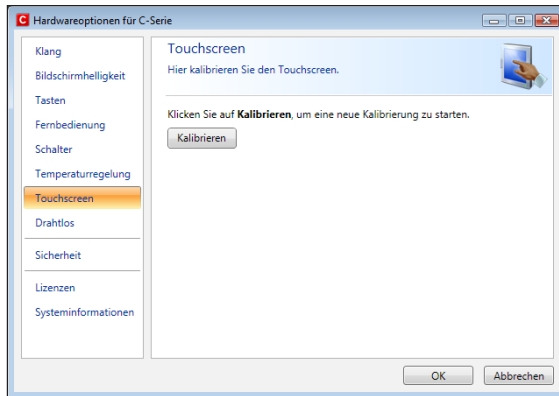 C Hardwareoptionen für C-Serie
Klang
Bildschirmhelligkeit
Tasten
Fernbedienung
Schalter
Temperaturregelung
Touchscreen
Drahtlos
Sicherheit
Lizenzen
Systeminformationen
Touchscreen
Hier kalibrieren Sie den Touchscreen.
Klicken Sie auf Kalibrieren, um eine neue Kalibrierung zu starten.
Kalibrieren
OK
Abbrechen